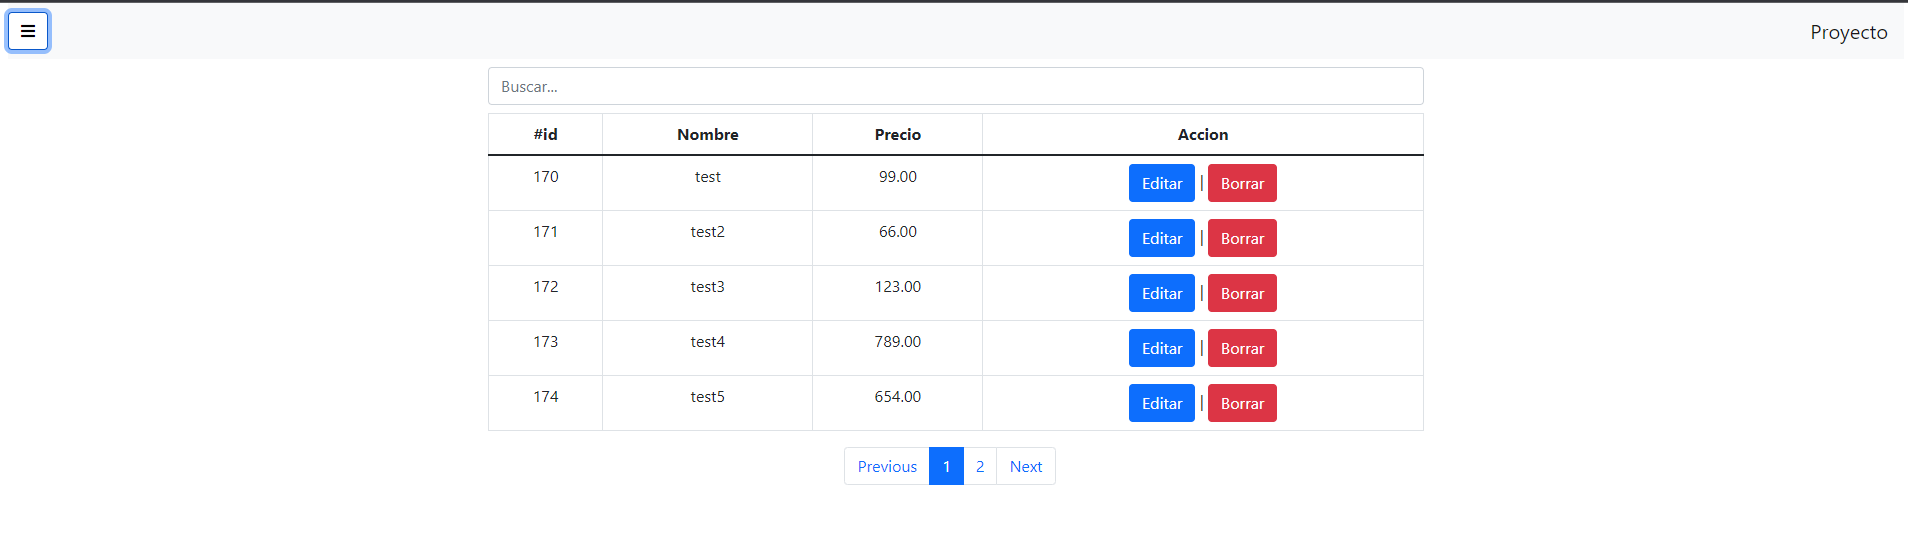 Proyecto
Buscar...
#id Nombre Precio Accion
170 test 99.00 Editar | Borrar
171 test2 66.00 Editar | Borrar
172 test3 123.00 Editar | Borrar
173 test4 789.00 Editar | Borrar
174 test5 654.00 Editar | Borrar
Previous 1 2 Next